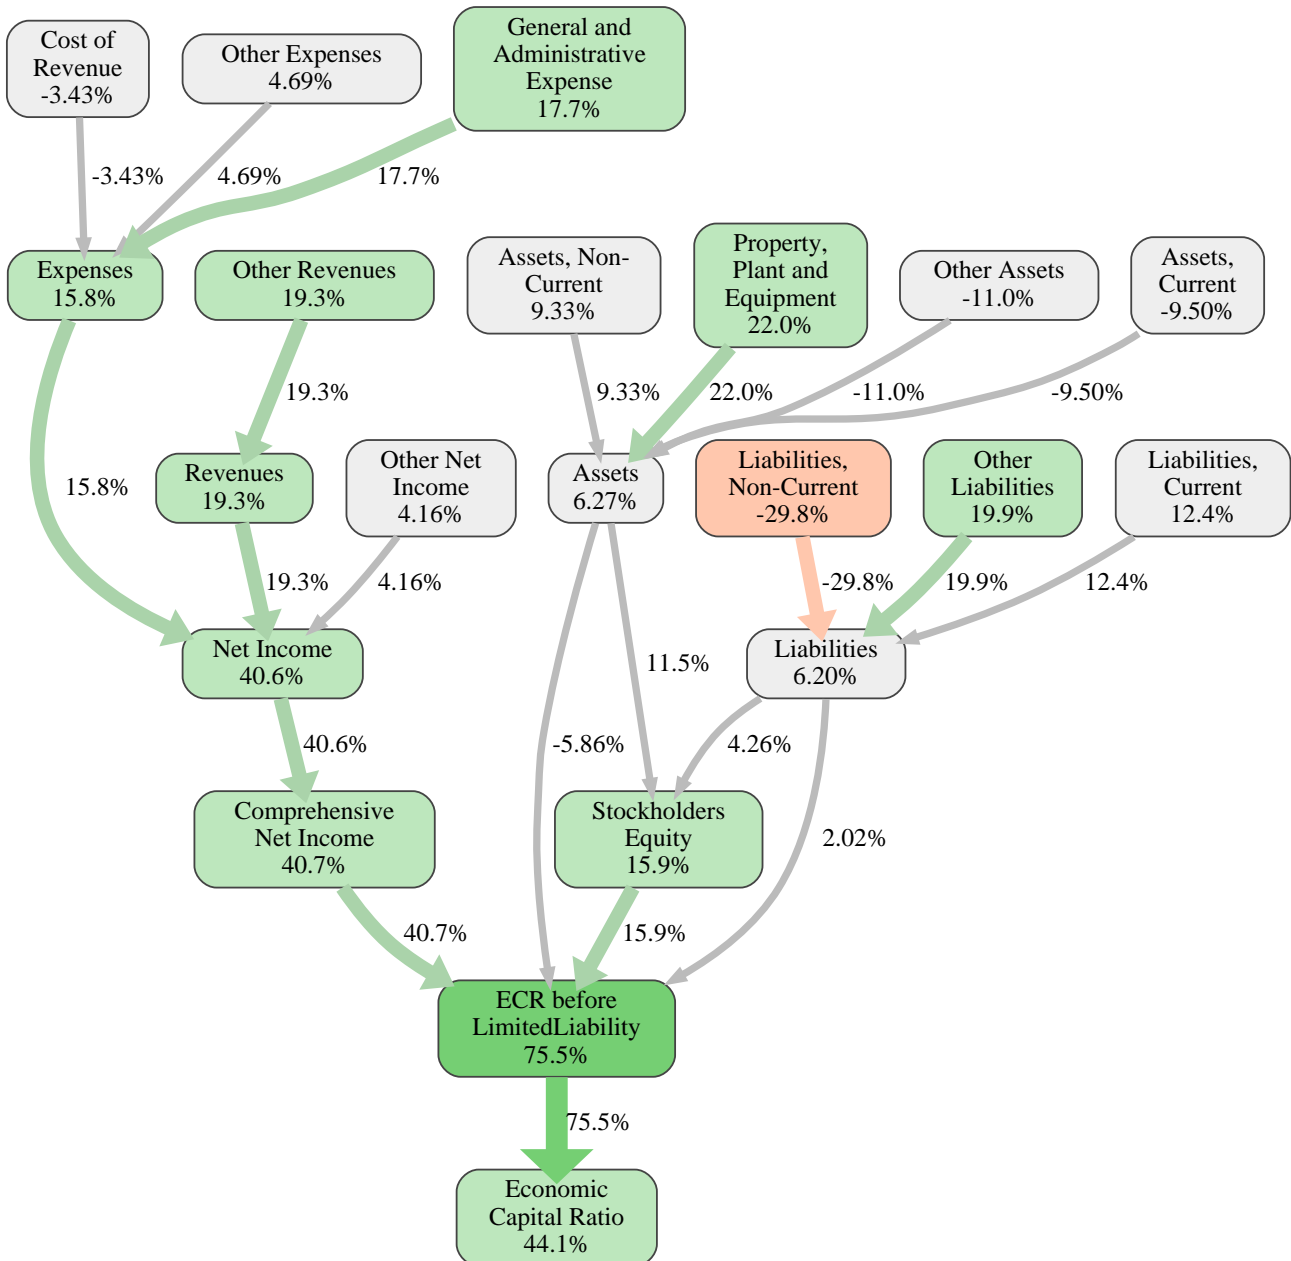 Cost of
Revenue
-3.43%
Other Expenses
4.69%
General and
Administrative
Expense
17.7%
-3.43%
4.69%
17.7%
Expenses
15.8%
Other Revenues
19.3%
Assets, Non-
Current
9.33%
Property,
Plant and
Equipment
22.0%
Other Assets
-11.0%
Assets,
Current
-9.50%
19.3%
9.33%
22.0%
-11.0%
-9.50%
15.8%
Revenues
19.3%
Other Net
Income
4.16%
Assets
6.27%
Liabilities,
Non-Current
-29.8%
Other
Liabilities
19.9%
Liabilities,
Current
12.4%
19.3%
4.16%
-29.8%
19.9%
12.4%
Net Income
40.6%
11.5%
Liabilities
6.20%
40.6%
-5.86%
4.26%
Comprehensive
Net Income
40.7%
Stockholders
Equity
15.9%
2.02%
40.7%
15.9%
ECR before
LimitedLiability
75.5%
75.5%
Economic
Capital Ratio
44.1%